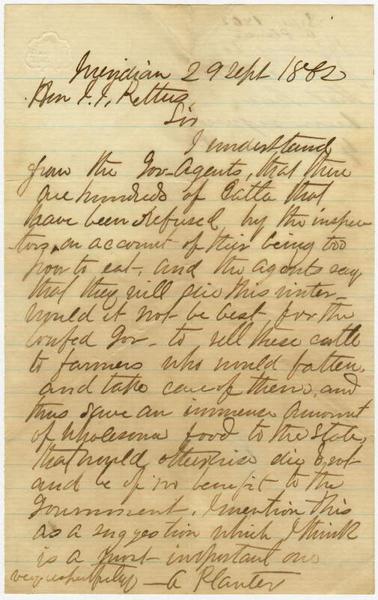 Meridian 29 Sept 1862
Hon J. J. Pettus
Sir
I understand
from the Gov. Agents, that there
are hundreds of Cattle that
have been refused, by the inspec
tors, on account of their being too
poor to eat, and the agents say
that they will die this winter
would it not be best for the
Confed Gov - to sell these cattle
to farmers who would fatten
and take care of them, and
thus save an immense amount
of wholesome food to the State,
that would otherwise die & rot
and be of no benefit to the
Government. I mention this
as a suggestion which I think
is a most important one
very respectfully - A Planter